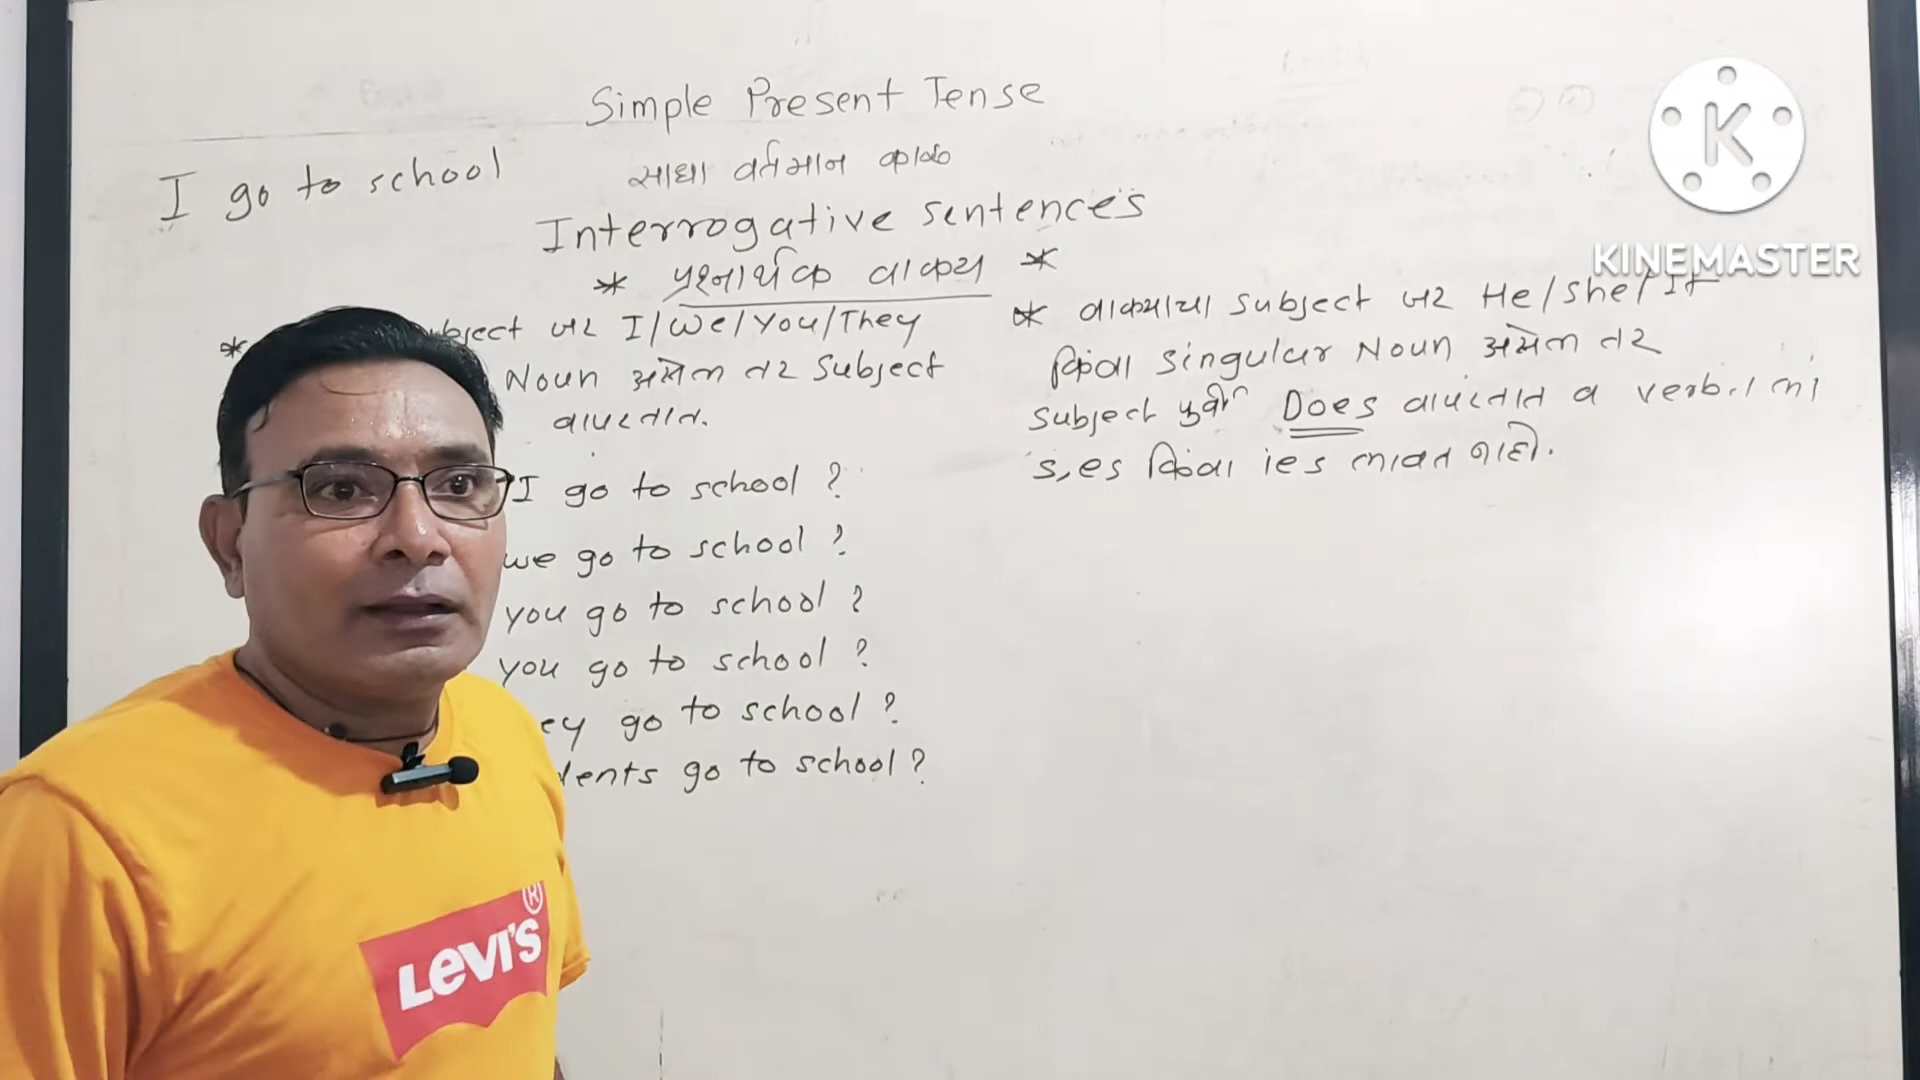 Simple Present Tense
I go to school
साधा वर्तमान काळ
Interrogative sentences
* प्रश्नार्थक वाक्य *
* bject जर I/We/You/They
Noun असेल तर Subject
वापरतात.
I go to school ?
we go to school ?
you go to school ?
you go to school ?
ey go to school ?
dents go to school ?
* वाक्याचा subject जर He/She/It
किंवा Singular Noun असेल तर
subject पूर्वी Does वापरतात व verb ला
s, es किंवा ies लावत नाही.
K
KINEMASTER
LEVI'S
®